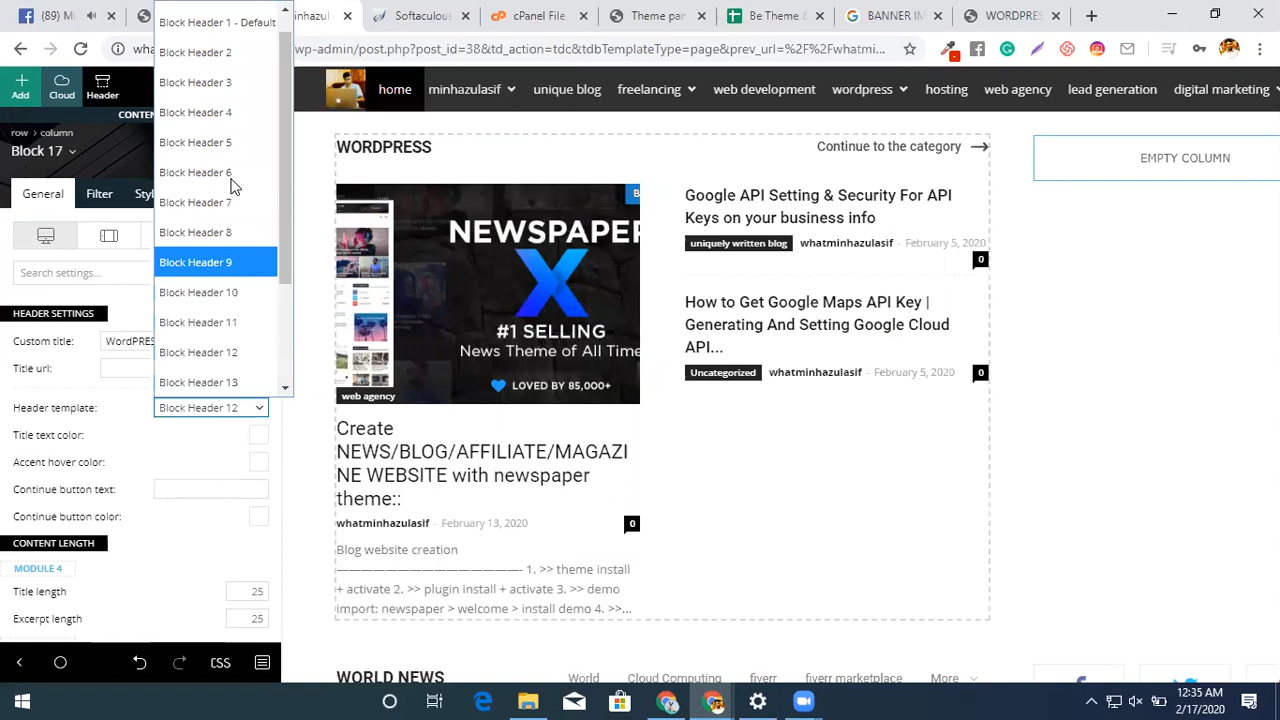 cPanel File
Dashboard
Be Theme &
WORDPRES
wha
wp-admin/post.php?post_id=38&td_action=tdc&tdbTemplateType=page&prev_url=%2F%2Fwhatmi
Add
Cloud
Header
home
minhazulasif
unique blog
freelancing
web development
wordpress
hosting
web agency
lead generation
digital marketing
row > column
Block 17
General
Filter
HEADER SETTINGS
Custom title:
WordPRES
Title url:
Header template:
Block Header 12
Title text color:
Accent hover color:
Continue button text:
Continue button color:
CONTENT LENGTH
MODULE 4
Title length
25
Excerpt length
25
CSS
Block Header 1 - Default
Block Header 2
Block Header 3
Block Header 4
Block Header 5
Block Header 6
Block Header 7
Block Header 8
Block Header 9
Block Header 10
Block Header 11
Block Header 12
Block Header 13
WORDPRESS
Continue to the category
NEWSPAPER
X
#1 SELLING
News Theme of All Time
LOVED BY 85,000+
web agency
Create
NEWS/BLOG/AFFILIATE/MAGAZI
NE WEBSITE with newspaper
theme::
whatminhazulasif - February 13, 2020
0
Blog website creation
————————————————- 1. >> theme install
+ activate 2. >> plugin install + activate 3. >> demo
import: newspaper > welcome > install demo 4. >>...
Google API Setting & Security For API
Keys on your business info
uniquely written blog whatminhazulasif - February 5, 2020
0
How to Get Google Maps API Key |
Generating And Setting Google Cloud
API...
Uncategorized whatminhazulasif - February 5, 2020
0
EMPTY COLUMN
WORLD NEWS
World
Cloud Computing
fiverr
fiverr marketplace
More
12:35 AM
2/17/2020